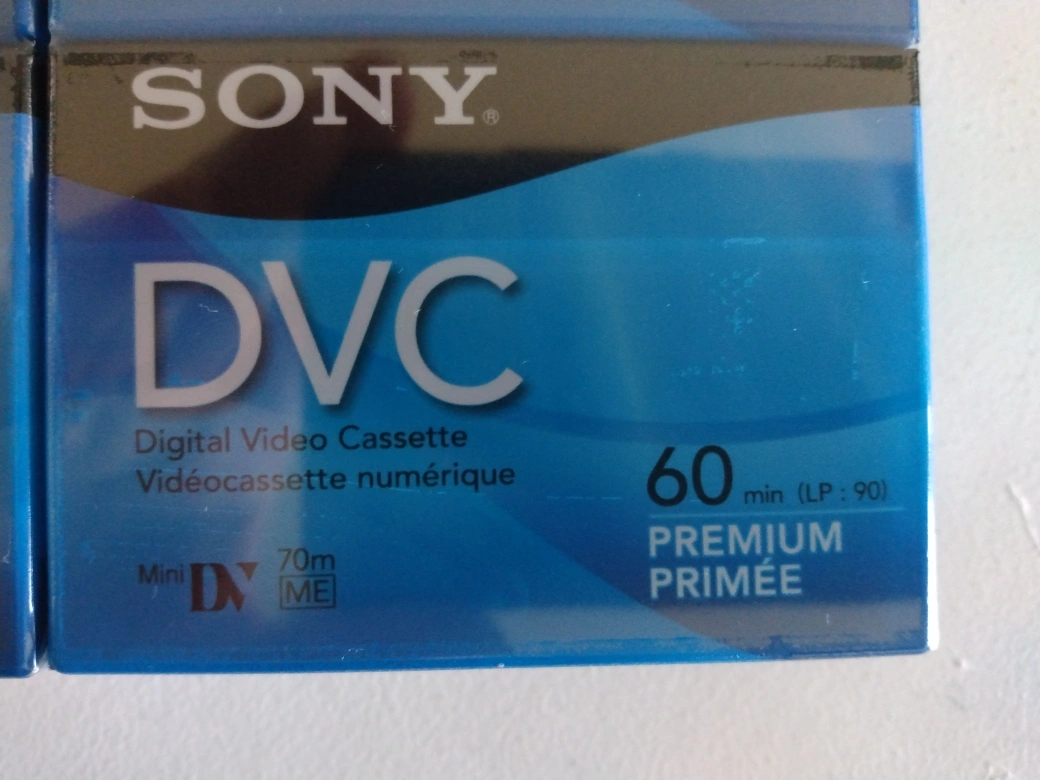 SONY®
DVC
Digital Video Cassette
Vidéocassette numérique
60 min (LP : 90)
PREMIUM
PRIMÉE
Mini DV 70m
ME